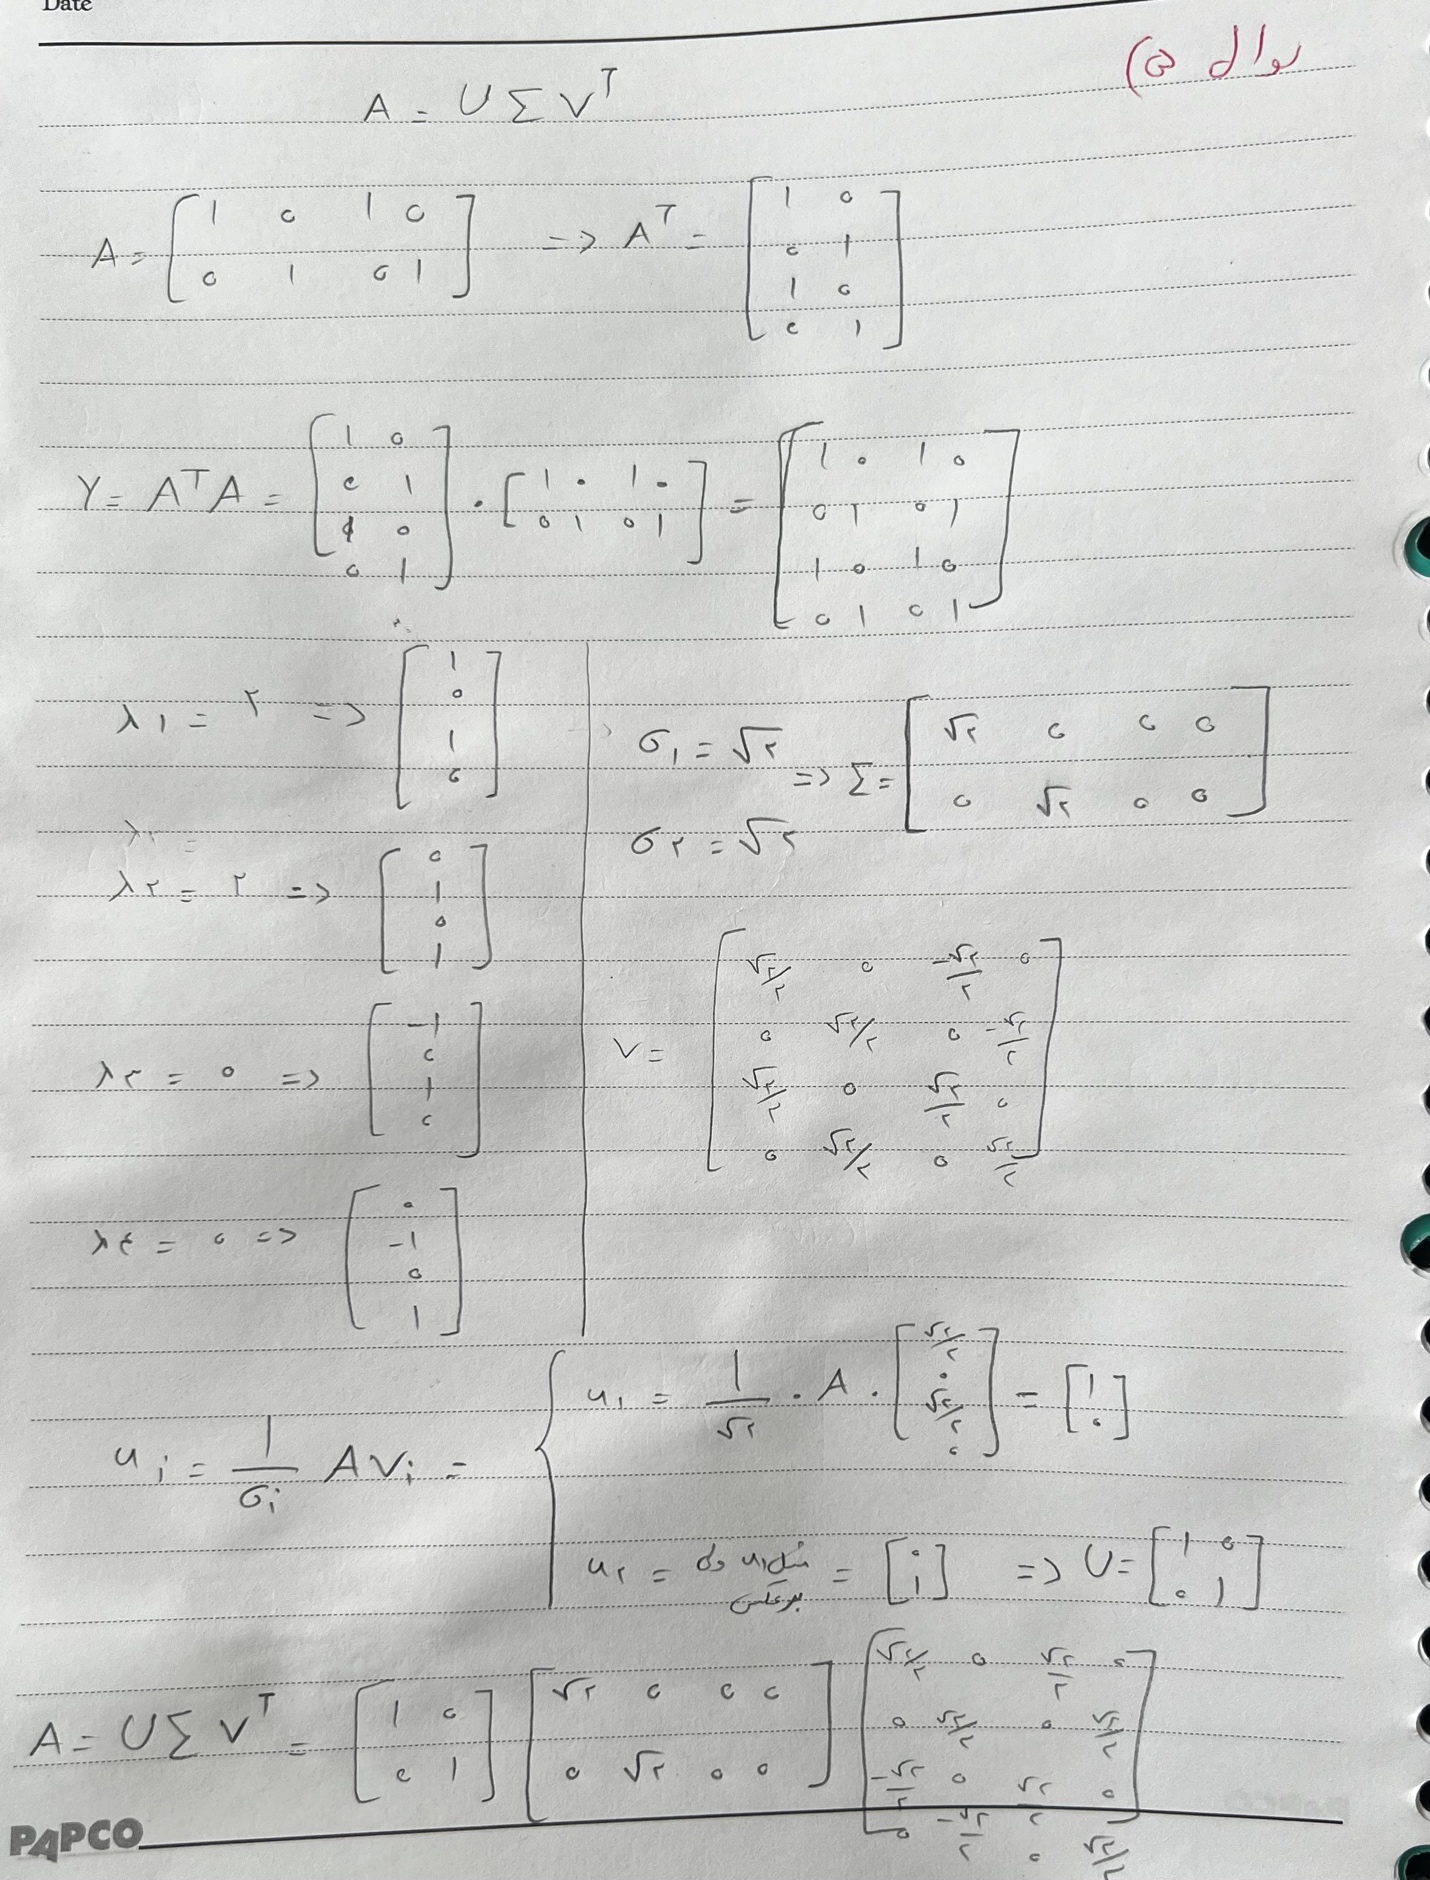 Date
سوال ۵)
A = U Σ V^T
A = [1 0 1 0; 0 1 0 1] => A^T = [1 0; 0 1; 1 0; 0 1]
Y = A^T A = [1 0; 0 1; 1 0; 0 1] · [1 0 1 0; 0 1 0 1] = [1 0 1 0; 0 1 0 1; 1 0 1 0; 0 1 0 1]
λ۱ = ۲ => [1; 0; 1; 0]
λ۲ = ۲ => [0; 1; 0; 1]
λ۳ = 0 => [-1; 0; 1; 0]
λ۴ = 0 => [0; -1; 0; 1]
σ۱ = √۲
σ۲ = √۲ => Σ = [√۲ 0 0 0; 0 √۲ 0 0]
V = [√۲/۲ 0 -√۲/۲ 0; 0 √۲/۲ 0 -√۲/۲; √۲/۲ 0 √۲/۲ 0; 0 √۲/۲ 0 √۲/۲]
u_i = 1/σ_i A v_i =
u۱ = 1/√۲ · A · [√۲/۲; 0; √۲/۲; 0] = [1; 0]
u۲ = مثل u۱ ولی برعکس = [0; 1] => U = [1 0; 0 1]
A = U Σ V^T = [1 0; 0 1] [√۲ 0 0 0; 0 √۲ 0 0] [√۲/۲ 0 √۲/۲ 0; 0 √۲/۲ 0 √۲/۲; -√۲/۲ 0 √۲/۲ 0; 0 -√۲/۲ 0 √۲/۲]
PAPCO